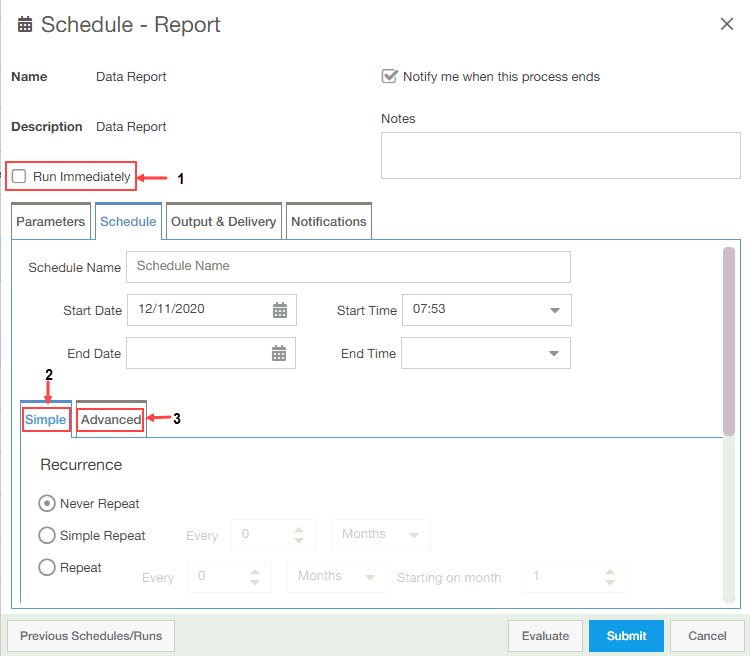 Schedule - Report
Name Data Report
Notify me when this process ends
Description Data Report
Notes
Run Immediately 1
Parameters Schedule Output & Delivery Notifications
Schedule Name Schedule Name
Start Date 12/11/2020 Start Time 07:53
End Date End Time
2
Simple Advanced 3
Recurrence
Never Repeat
Simple Repeat Every 0 Months
Repeat Every 0 Months Starting on month 1
Previous Schedules/Runs Evaluate Submit Cancel